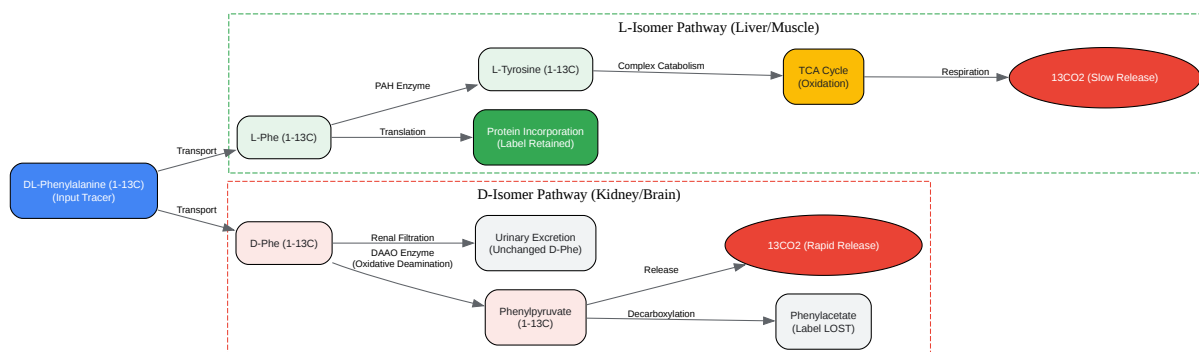 L-Isomer Pathway (Liver/Muscle)
L-Tyrosine (1-13C)
Complex Catabolism
TCA Cycle
(Oxidation)
Respiration
13CO2 (Slow Release)
PAH Enzyme
L-Phe (1-13C)
Translation
Protein Incorporation
(Label Retained)
Transport
DL-Phenylalanine (1-13C)
(Input Tracer)
Transport
D-Isomer Pathway (Kidney/Brain)
D-Phe (1-13C)
Renal Filtration
Urinary Excretion
(Unchanged D-Phe)
DAAO Enzyme
(Oxidative Deamination)
13CO2 (Rapid Release)
Release
Phenylpyruvate
(1-13C)
Decarboxylation
Phenylacetate
(Label LOST)